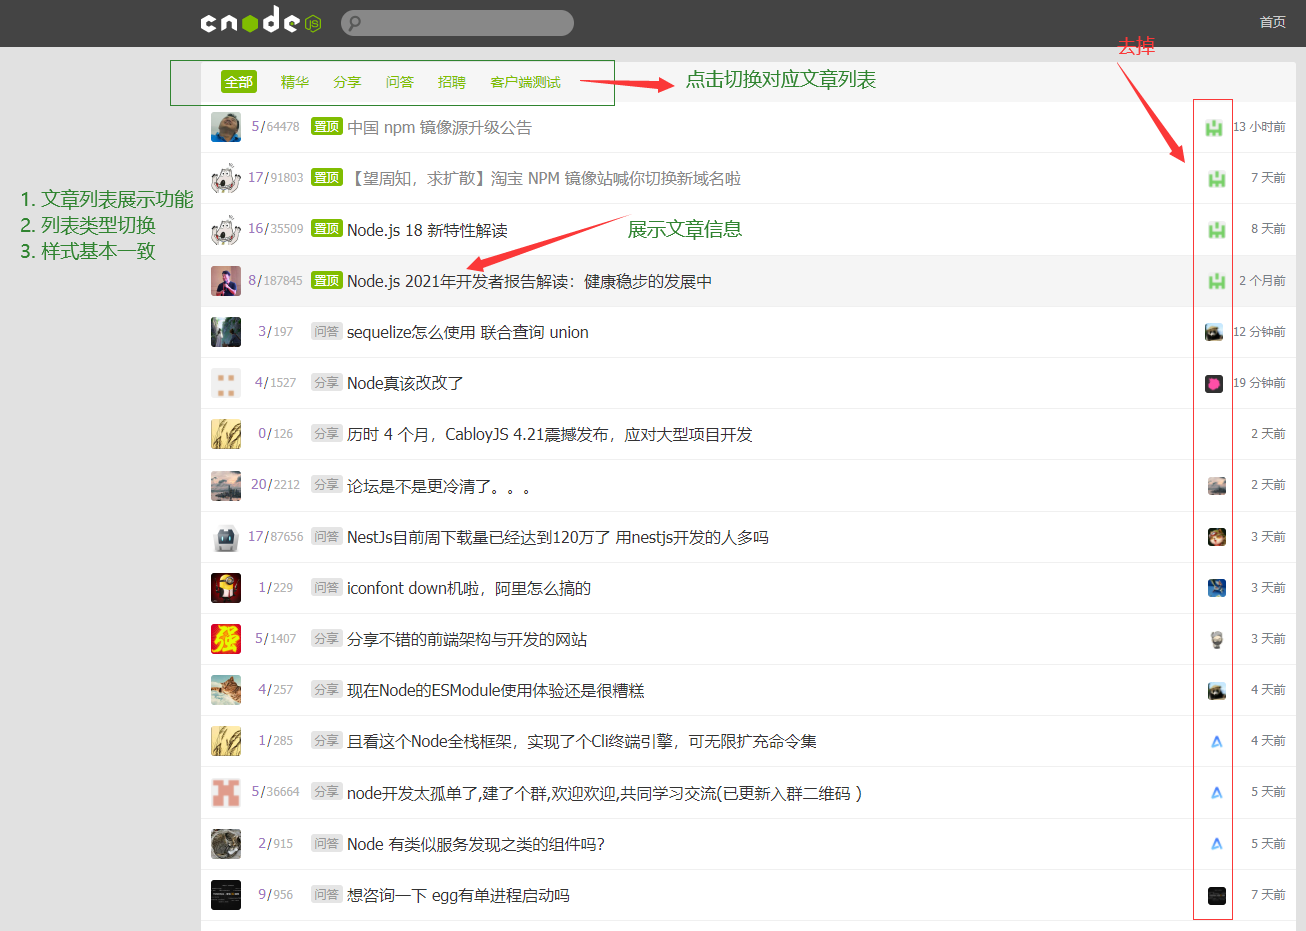 cnode JS
首页
去掉
全部 精华 分享 问答 招聘 客户端测试
点击切换对应文章列表
5/64478 置顶 中国 npm 镜像源升级公告 13 小时前
17/91803 置顶 【望周知，求扩散】淘宝 NPM 镜像站喊你切换新域名啦 7 天前
1. 文章列表展示功能
2. 列表类型切换
3. 样式基本一致
16/35509 置顶 Node.js 18 新特性解读 8 天前
展示文章信息
8/187845 置顶 Node.js 2021年开发者报告解读：健康稳步的发展中 2 个月前
3/197 问答 sequelize怎么使用 联合查询 union 12 分钟前
4/1527 分享 Node真该改改了 19 分钟前
0/126 分享 历时 4 个月，CabloyJS 4.21震撼发布，应对大型项目开发 2 天前
20/2212 分享 论坛是不是更冷清了。。。 2 天前
17/87656 问答 NestJs目前周下载量已经达到120万了 用nestjs开发的人多吗 3 天前
1/229 问答 iconfont down机啦，阿里怎么搞的 3 天前
强 5/1407 分享 分享不错的前端架构与开发的网站 3 天前
4/257 分享 现在Node的ESModule使用体验还是很糟糕 4 天前
1/285 分享 且看这个Node全栈框架，实现了个Cli终端引擎，可无限扩充命令集 4 天前
5/36664 分享 node开发太孤单了,建了个群,欢迎欢迎,共同学习交流(已更新入群二维码 ) 5 天前
2/915 问答 Node 有类似服务发现之类的组件吗? 5 天前
9/956 问答 想咨询一下 egg有单进程启动吗 7 天前